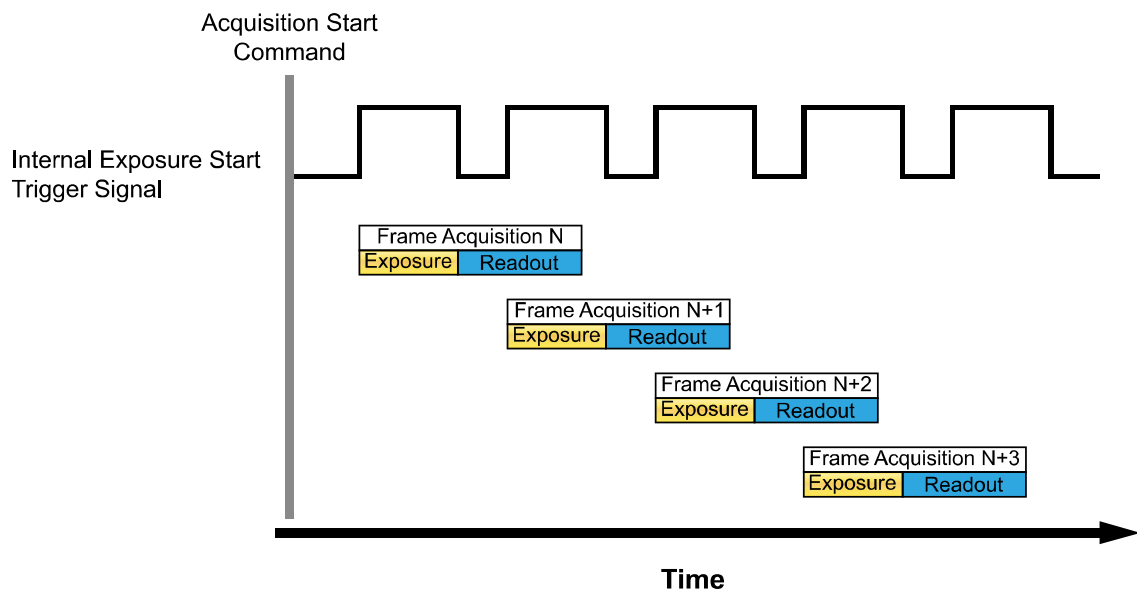 Acquisition Start
Command
Internal Exposure Start
Trigger Signal
Frame Acquisition N
Exposure Readout
Frame Acquisition N+1
Exposure Readout
Frame Acquisition N+2
Exposure Readout
Frame Acquisition N+3
Exposure Readout
Time